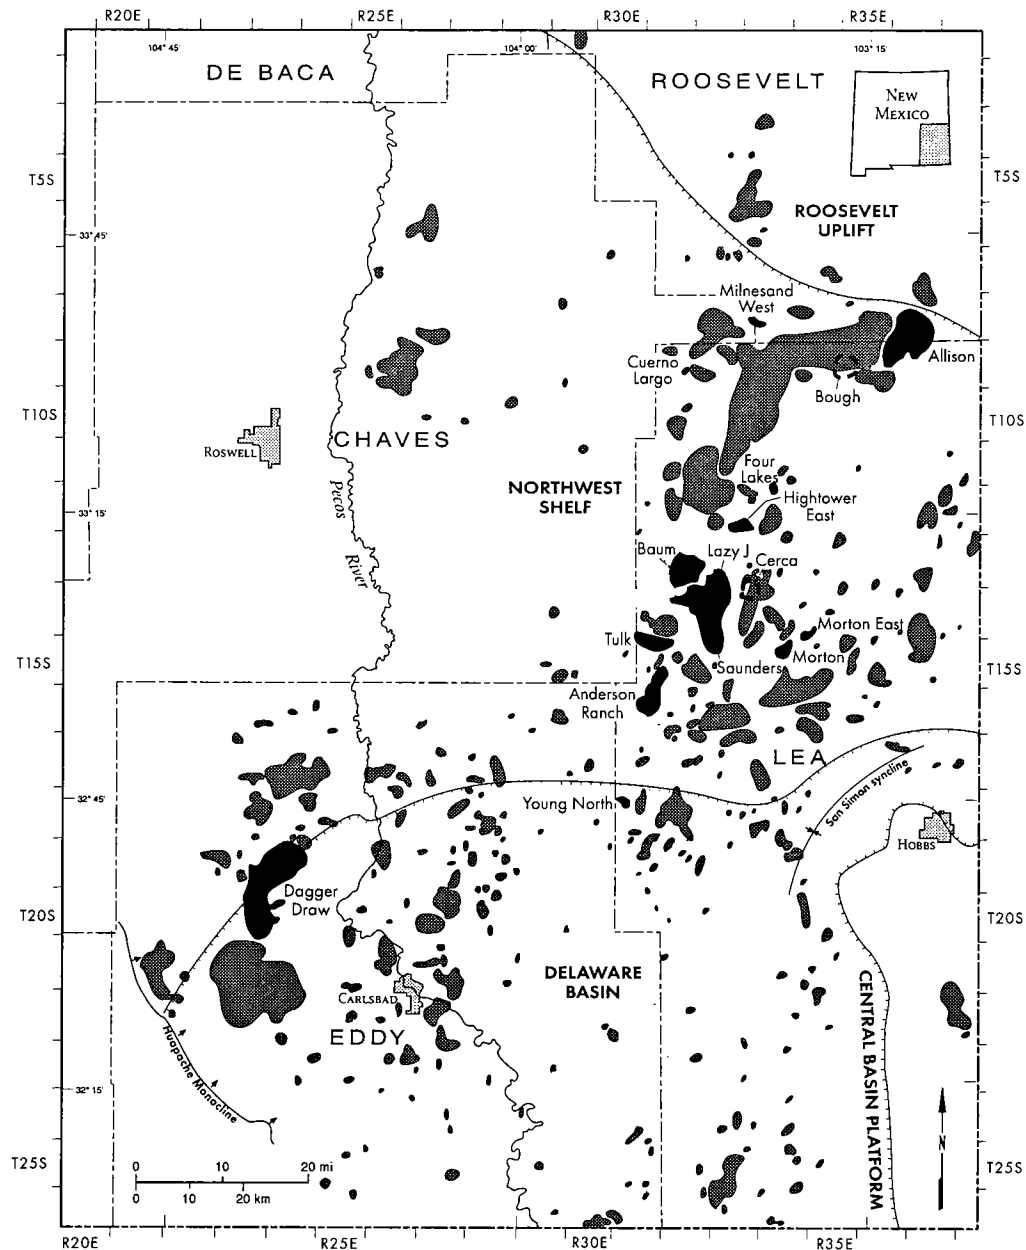 R20E R25E R30E R35E
104° 45' 104° 00' 103° 15'
DE BACA
ROOSEVELT
NEW
MEXICO
T5S T5S
ROOSEVELT
UPLIFT
33° 45'
Milnesand
West
Cuerno
Largo
Allison
Bough
T10S T10S
ROSWELL
CHAVES
Four
Lakes
NORTHWEST
SHELF
Hightower
East
Pecos
River
33° 15'
Baum
Lazy J
Cerca
Tulk
Morton East
Morton
Saunders
T15S T15S
Anderson
Ranch
LEA
San Simon syncline
32° 45'
Young North
HOBBS
Dagger
Draw
T20S T20S
DELAWARE
BASIN
CARLSBAD
EDDY
CENTRAL BASIN PLATFORM
Huapache Monocline
32° 15'
N
T25S T25S
0 10 20 mi
0 10 20 km
R20E R25E R30E R35E